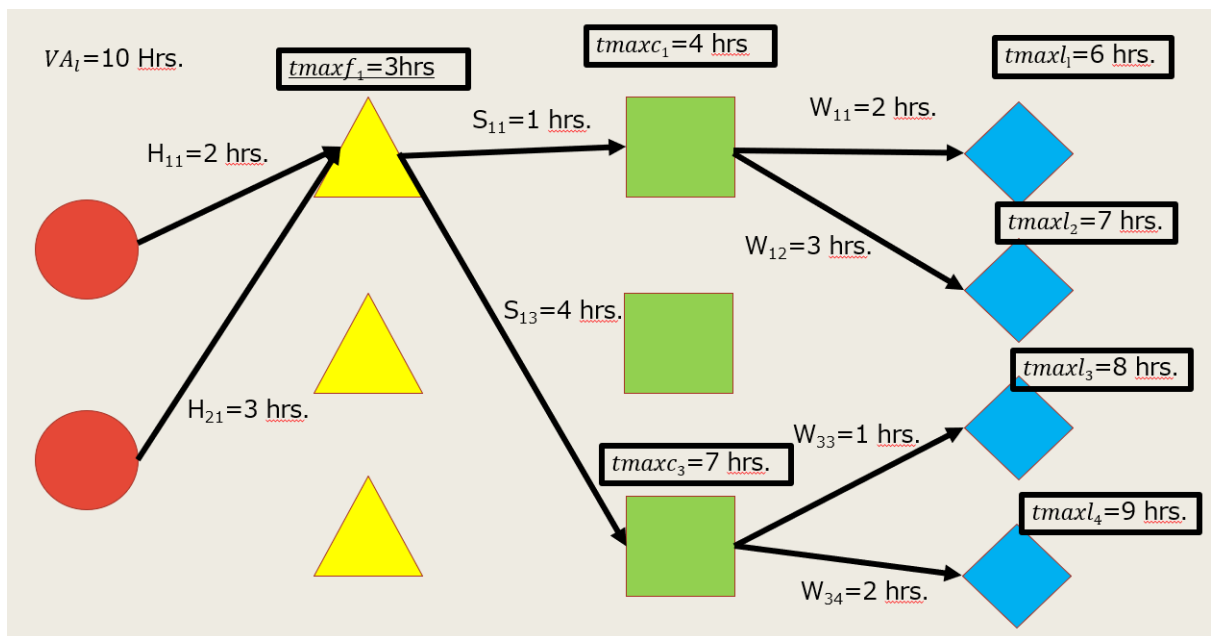 VA_l=10 Hrs.
tmaxf_1=3hrs
tmaxc_1=4 hrs
tmaxl_l=6 hrs.
S_11=1 hrs.
W_11=2 hrs.
H_11=2 hrs.
tmaxl_2=7 hrs.
W_12=3 hrs.
S_13=4 hrs.
tmaxl_3=8 hrs.
H_21=3 hrs.
W_33=1 hrs.
tmaxc_3=7 hrs.
tmaxl_4=9 hrs.
W_34=2 hrs.